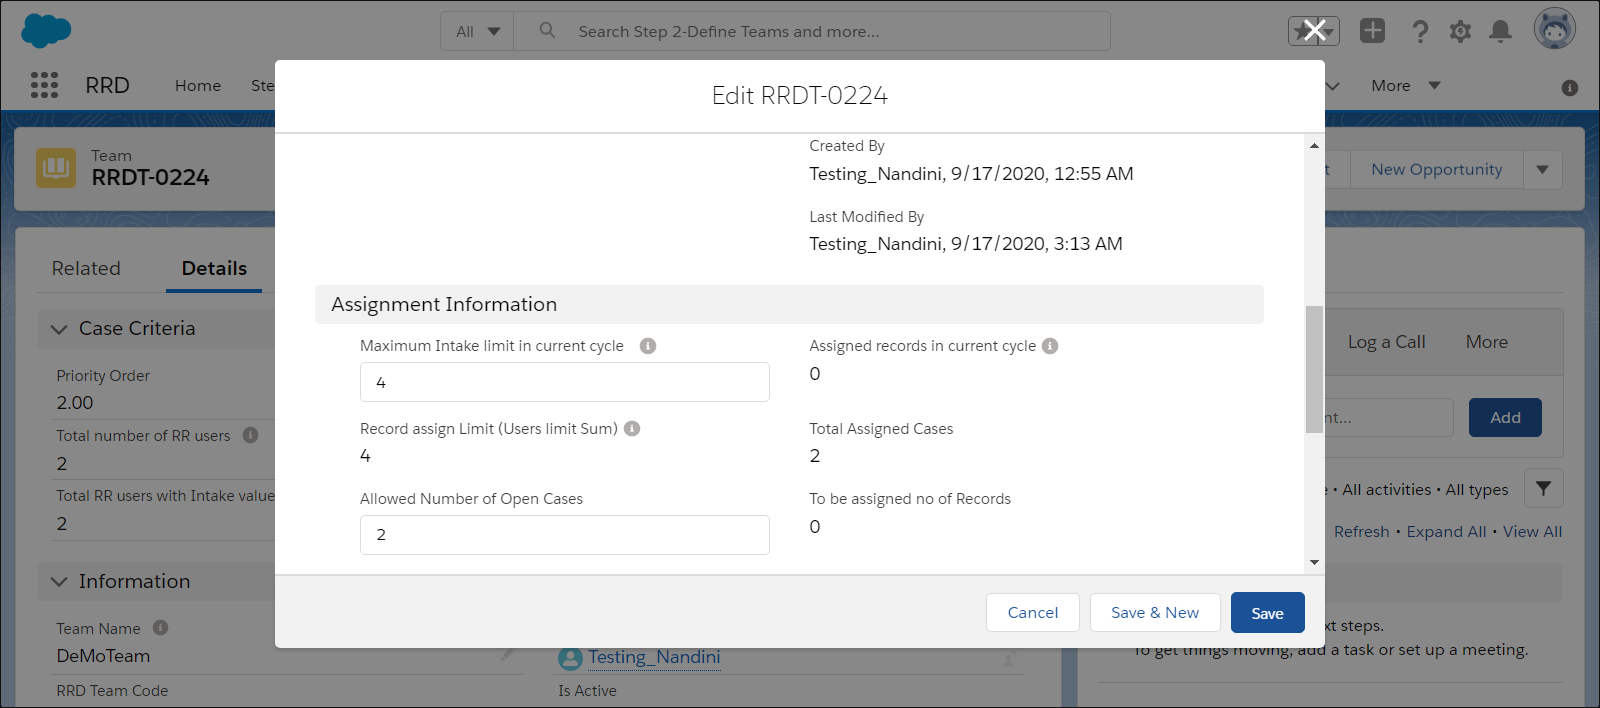 All
Search Step 2-Define Teams and more...
RRD
Home
Ste
More
Edit RRDT-0224
Team
RRDT-0224
New Opportunity
Created By
Testing_Nandini, 9/17/2020, 12:55 AM
Last Modified By
Testing_Nandini, 9/17/2020, 3:13 AM
Related
Details
Assignment Information
Case Criteria
Maximum Intake limit in current cycle
Assigned records in current cycle
4
0
Log a Call
More
Priority Order
2.00
Record assign Limit (Users limit Sum)
Total Assigned Cases
4
2
nt...
Add
Total number of RR users
2
Total RR users with Intake value
2
Allowed Number of Open Cases
To be assigned no of Records
2
0
• All activities • All types
Refresh • Expand All • View All
Information
Cancel
Save & New
Save
Team Name
DeMoTeam
Testing_Nandini
xt steps.
To get things moving, add a task or set up a meeting.
RRD Team Code
Is Active